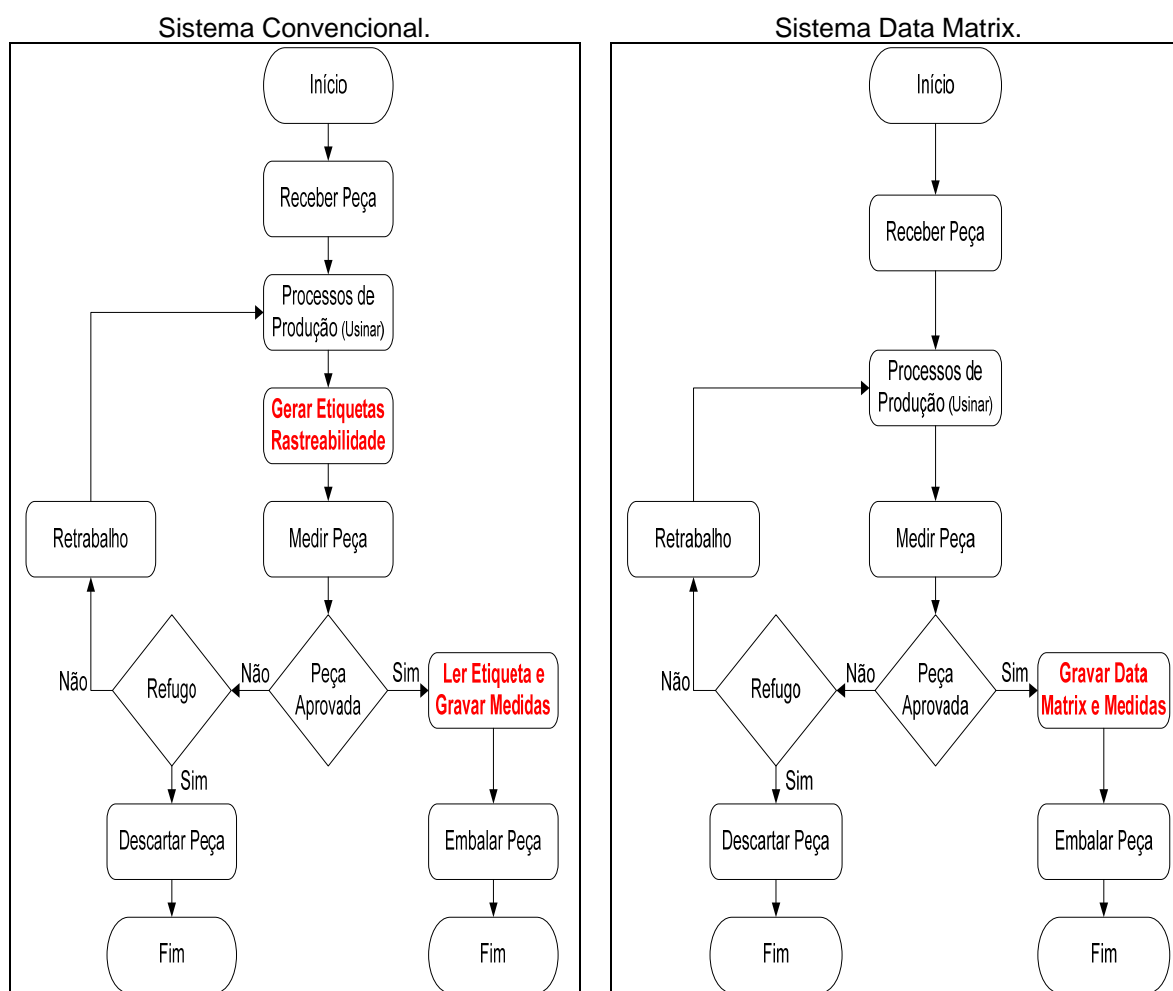 Sistema Convencional.
Início
Receber Peça
Processos de
Produção (Usinar)
Gerar Etiquetas
Rastreabilidade
Retrabalho
Medir Peça
Não
Refugo
Não
Peça
Aprovada
Sim
Ler Etiqueta e
Gravar Medidas
Sim
Descartar Peça
Embalar Peça
Fim
Fim
Sistema Data Matrix.
Início
Receber Peça
Processos de
Produção (Usinar)
Retrabalho
Medir Peça
Não
Refugo
Não
Peça
Aprovada
Sim
Gravar Data
Matrix e Medidas
Sim
Descartar Peça
Embalar Peça
Fim
Fim